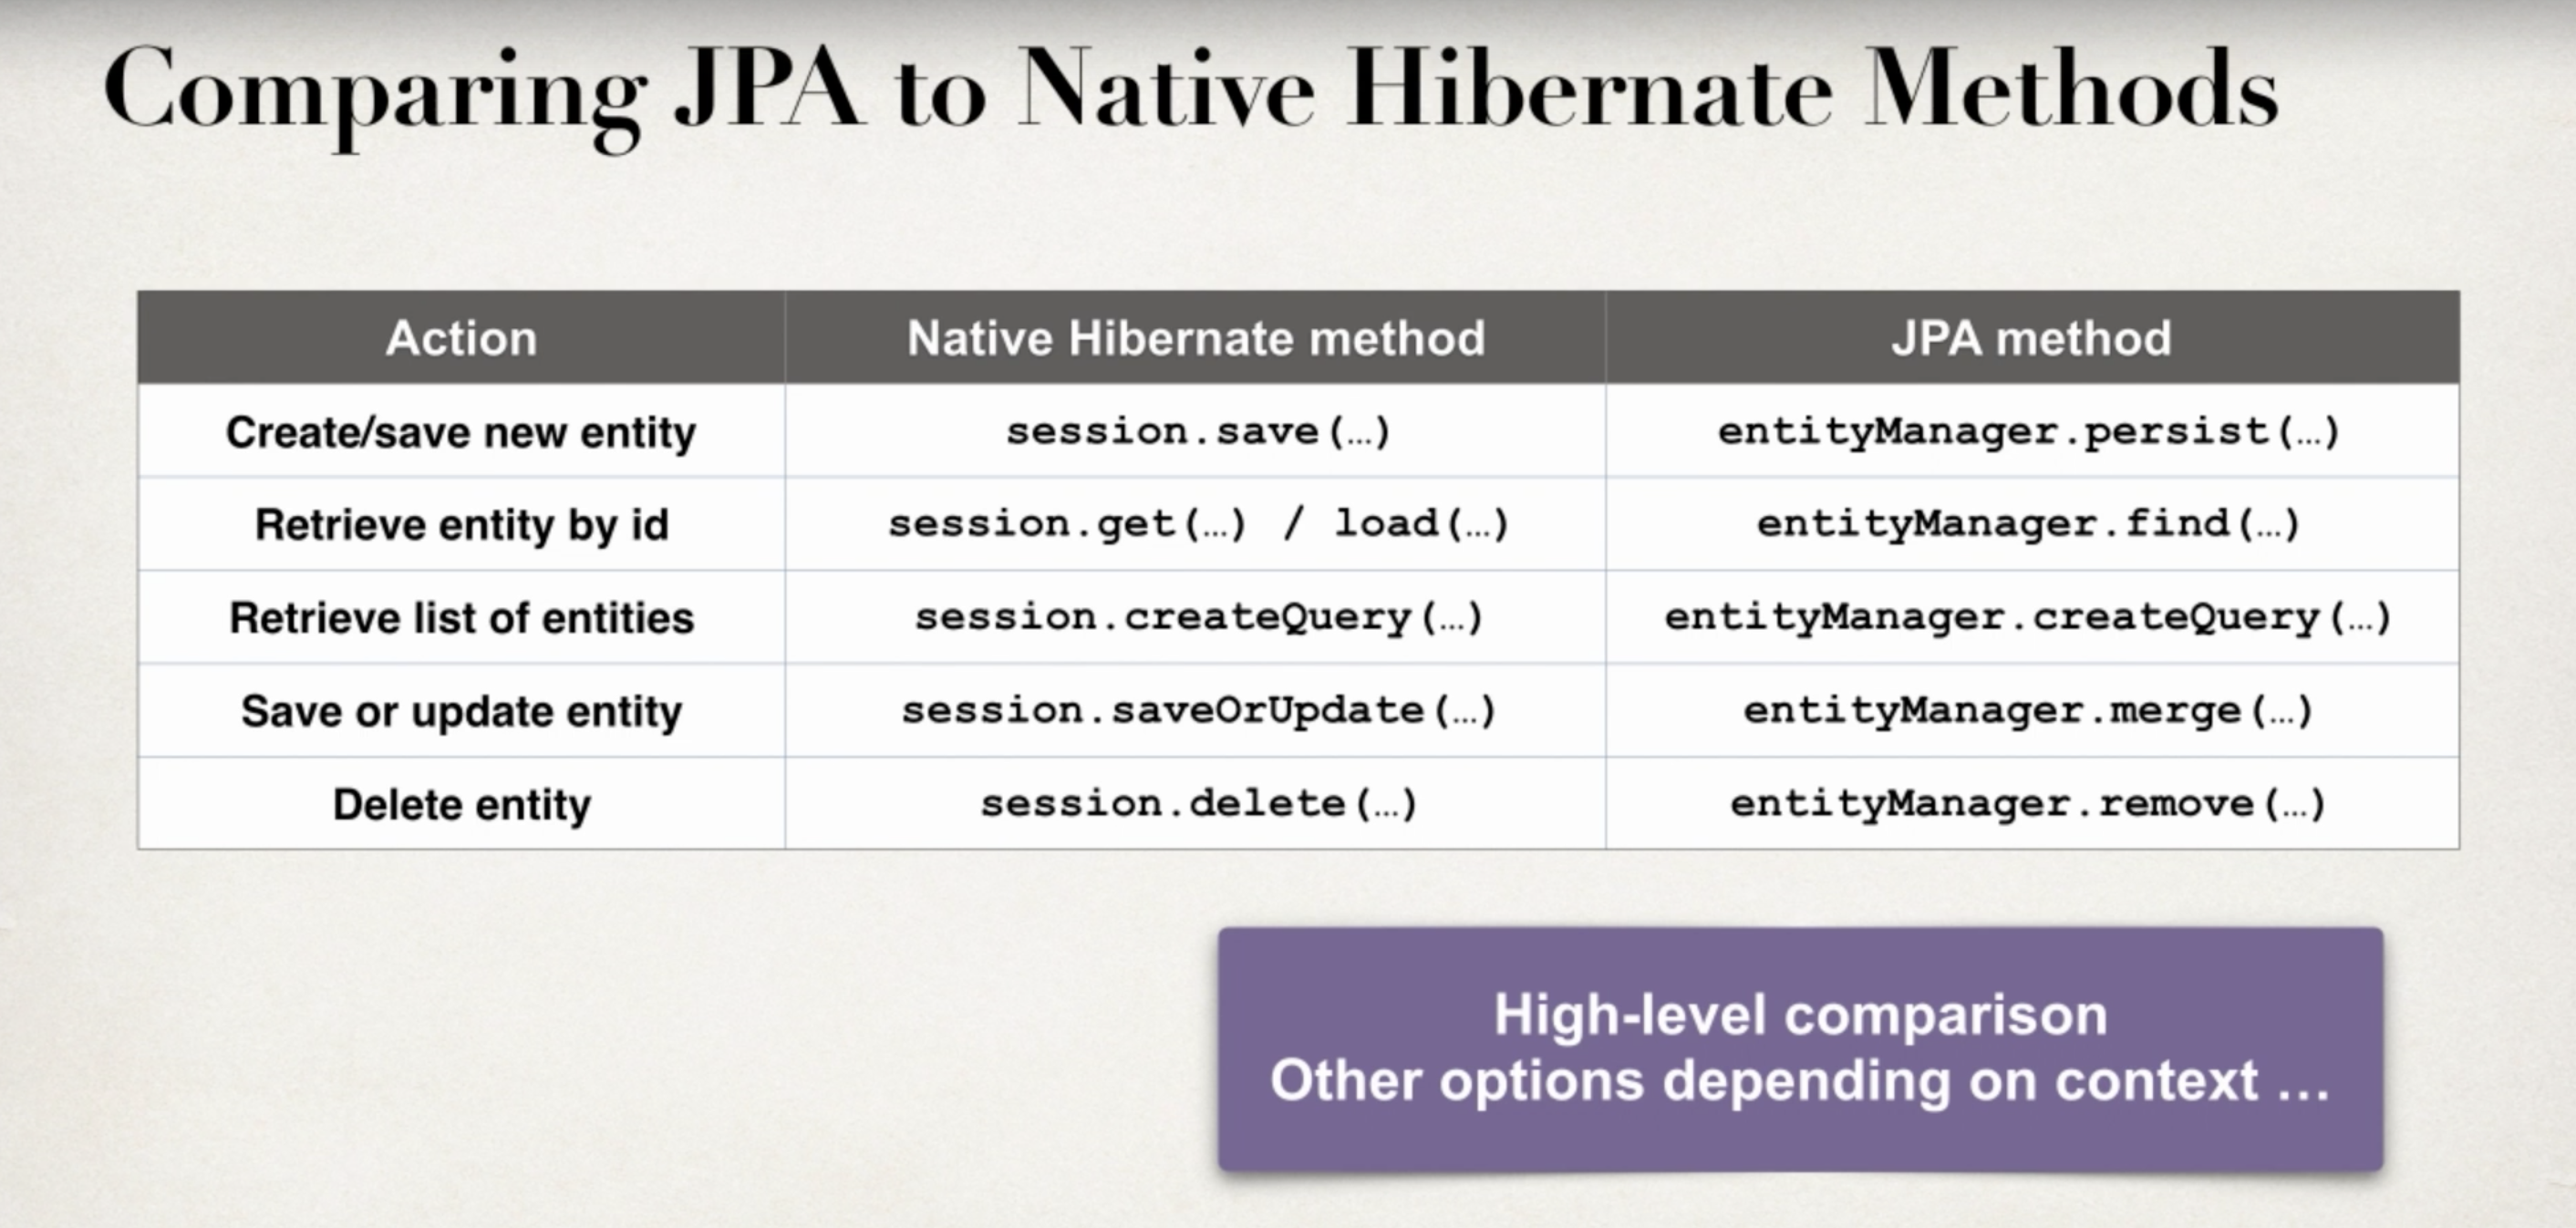 Comparing JPA to Native Hibernate Methods
Action Native Hibernate method JPA method
Create/save new entity session.save(…) entityManager.persist(…)
Retrieve entity by id session.get(…) / load(…) entityManager.find(…)
Retrieve list of entities session.createQuery(…) entityManager.createQuery(…)
Save or update entity session.saveOrUpdate(…) entityManager.merge(…)
Delete entity session.delete(…) entityManager.remove(…)
High-level comparison
Other options depending on context …